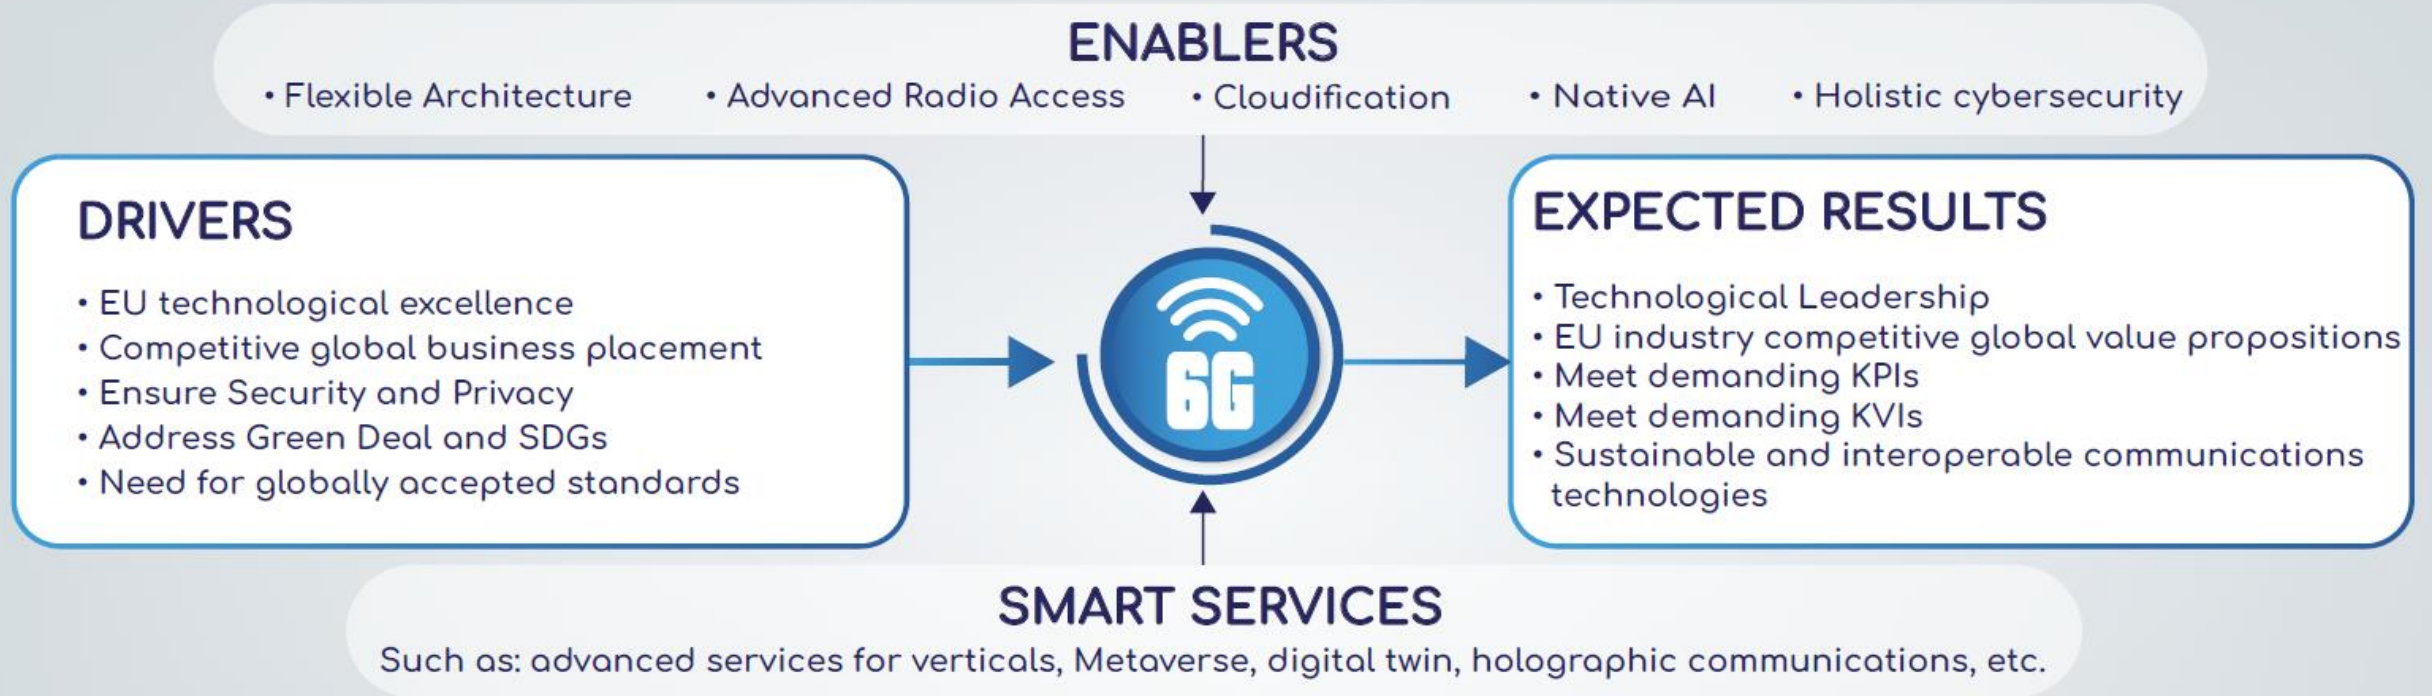 ENABLERS
• Flexible Architecture • Advanced Radio Access • Cloudification • Native AI • Holistic cybersecurity
DRIVERS
• EU technological excellence
• Competitive global business placement
• Ensure Security and Privacy
• Address Green Deal and SDGs
• Need for globally accepted standards
6G
EXPECTED RESULTS
• Technological Leadership
• EU industry competitive global value propositions
• Meet demanding KPIs
• Meet demanding KVIs
• Sustainable and interoperable communications
technologies
SMART SERVICES
Such as: advanced services for verticals, Metaverse, digital twin, holographic communications, etc.